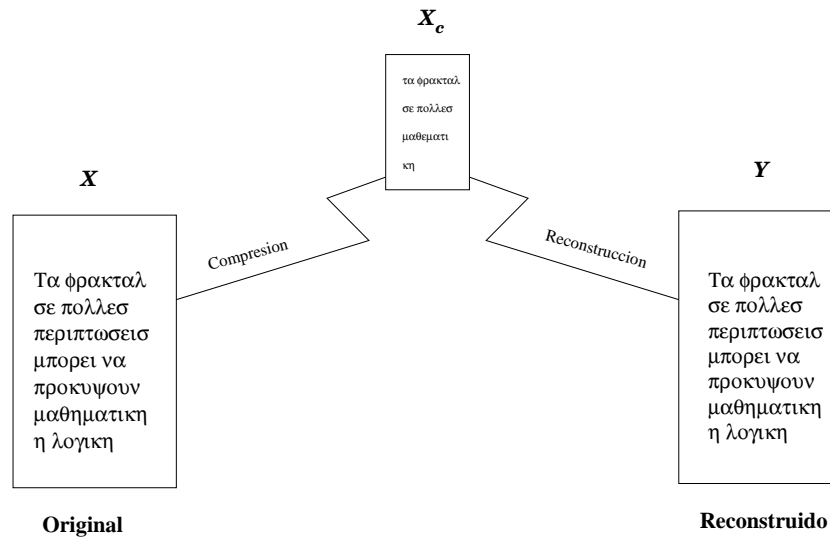 X_c
τα φρακταλ
σε πολλεσ
μαθεματι
κη
X
Y
Compresion
Reconstruccion
Τα φρακταλ
σε πολλεσ
περιπτωσεισ
μπορει να
προκυψουν
μαθηματικη
η λογικη
Τα φρακταλ
σε πολλεσ
περιπτωσεισ
μπορει να
προκυψουν
μαθηματικη
η λογικη
Original
Reconstruido